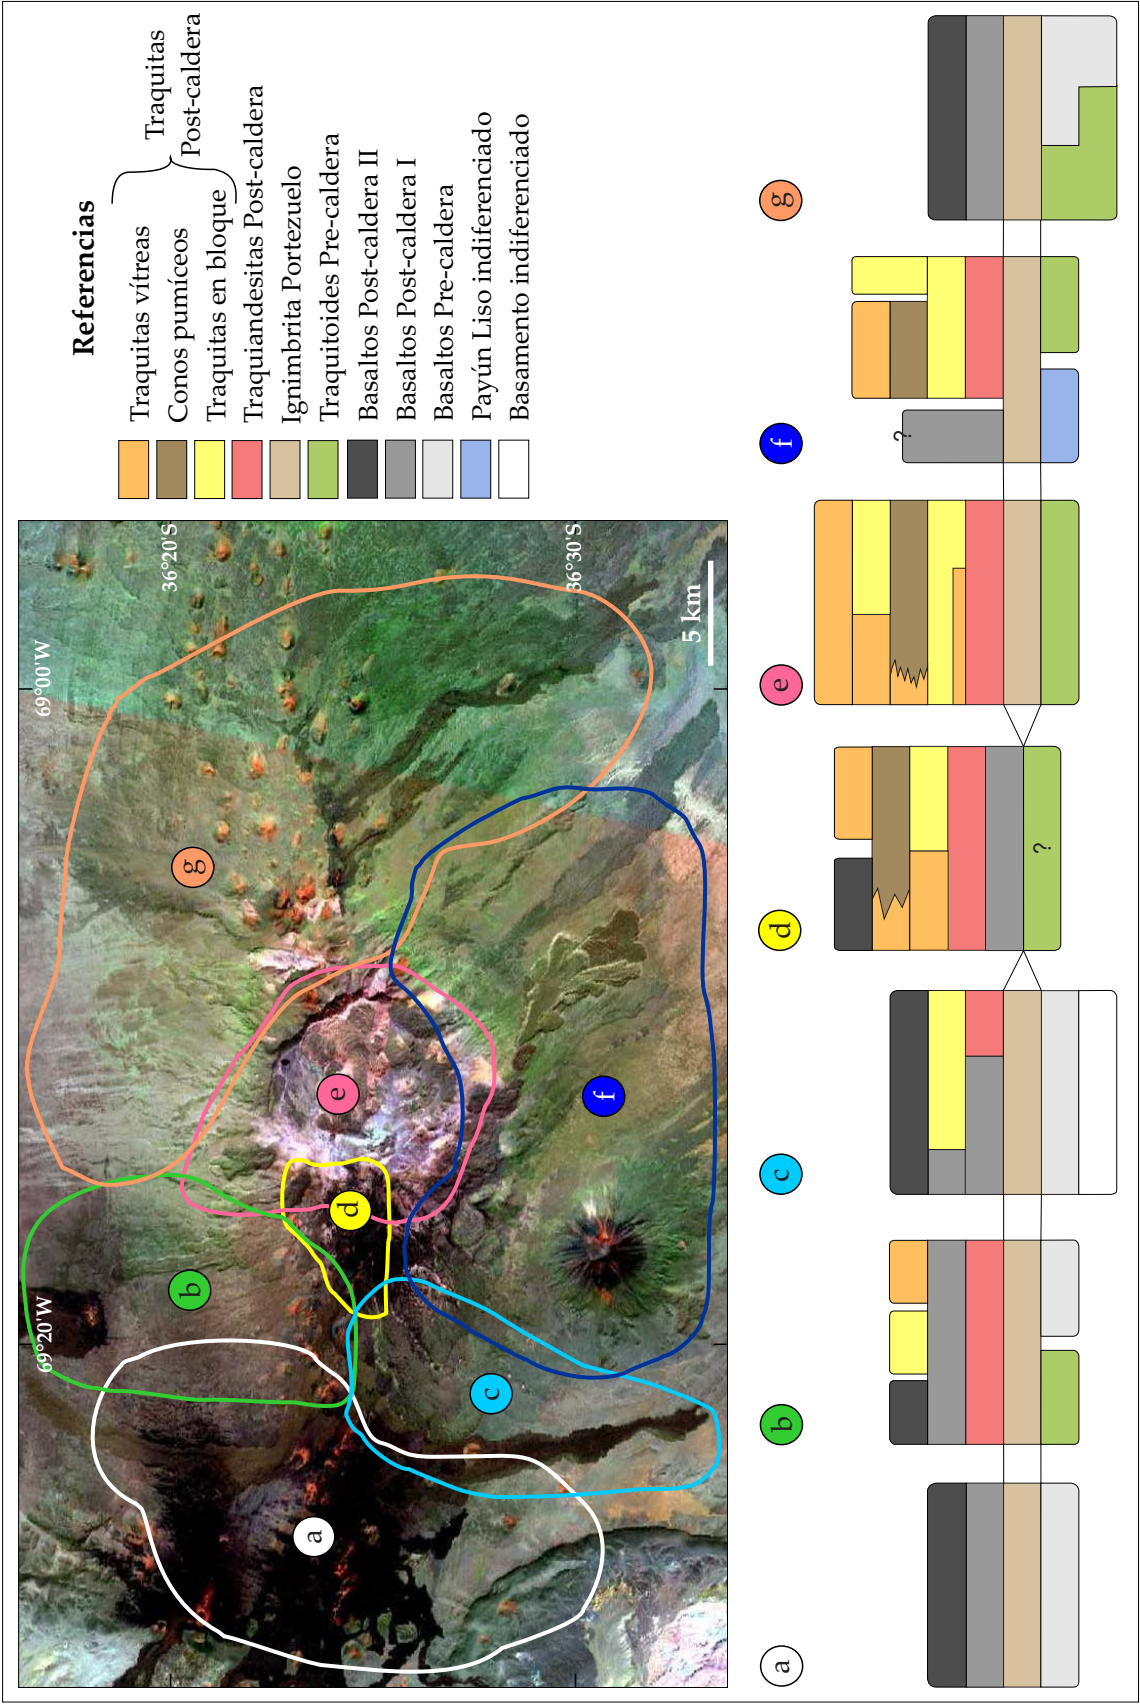 Referencias
Traquitas vítreas
Conos pumíceos
Traquitas en bloque
Traquitas
Post-caldera
Traquiandesitas Post-caldera
Ignimbrita Portezuelo
Traquitoides Pre-caldera
Basaltos Post-caldera II
Basaltos Post-caldera I
Basaltos Pre-caldera
Payún Liso indiferenciado
Basamento indiferenciado
69°20'W
69°00'W
36°20'S
36°30'S
5 km
a
b
c
d
e
f
g
a
b
c
d
e
f
g
?
?